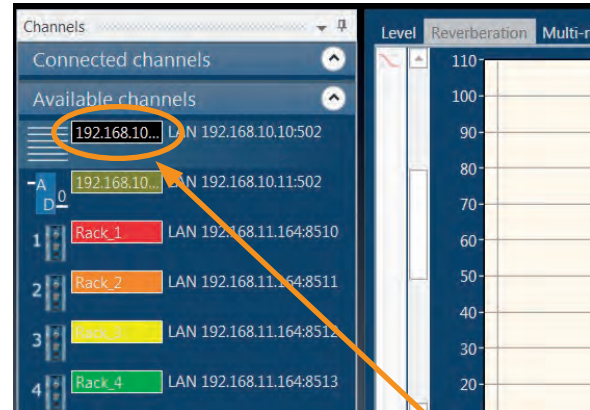 Channels
Level Reverberation Multi-r
Connected channels
Available channels
192.168.10... LAN 192.168.10.10:502
A D 0 192.168.10... LAN 192.168.10.11:502
1 Rack_1 LAN 192.168.11.164:8510
2 Rack_2 LAN 192.168.11.164:8511
3 Rack_3 LAN 192.168.11.164:8512
4 Rack_4 LAN 192.168.11.164:8513
110
100
90
80
70
60
50
40
30
20